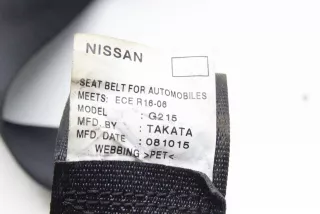 NISSAN
SEAT BELT FOR AUTOMOBILES
MEETS: ECE R16-06
MODEL : G215
MFD. BY : TAKATA
MFD. DATE : 081015
WEBBING >PET<